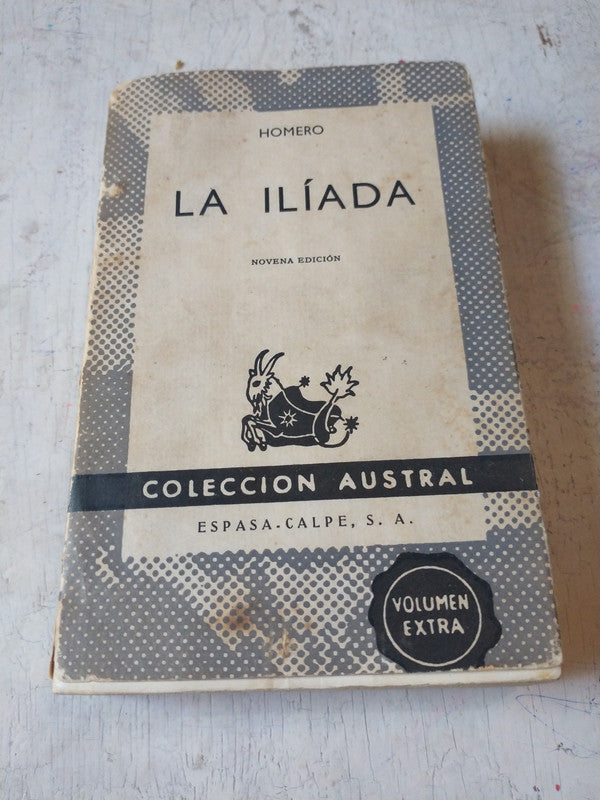 HOMERO
LA ILÍADA
NOVENA EDICIÓN
COLECCION AUSTRAL
ESPASA-CALPE, S. A.
VOLUMEN
EXTRA